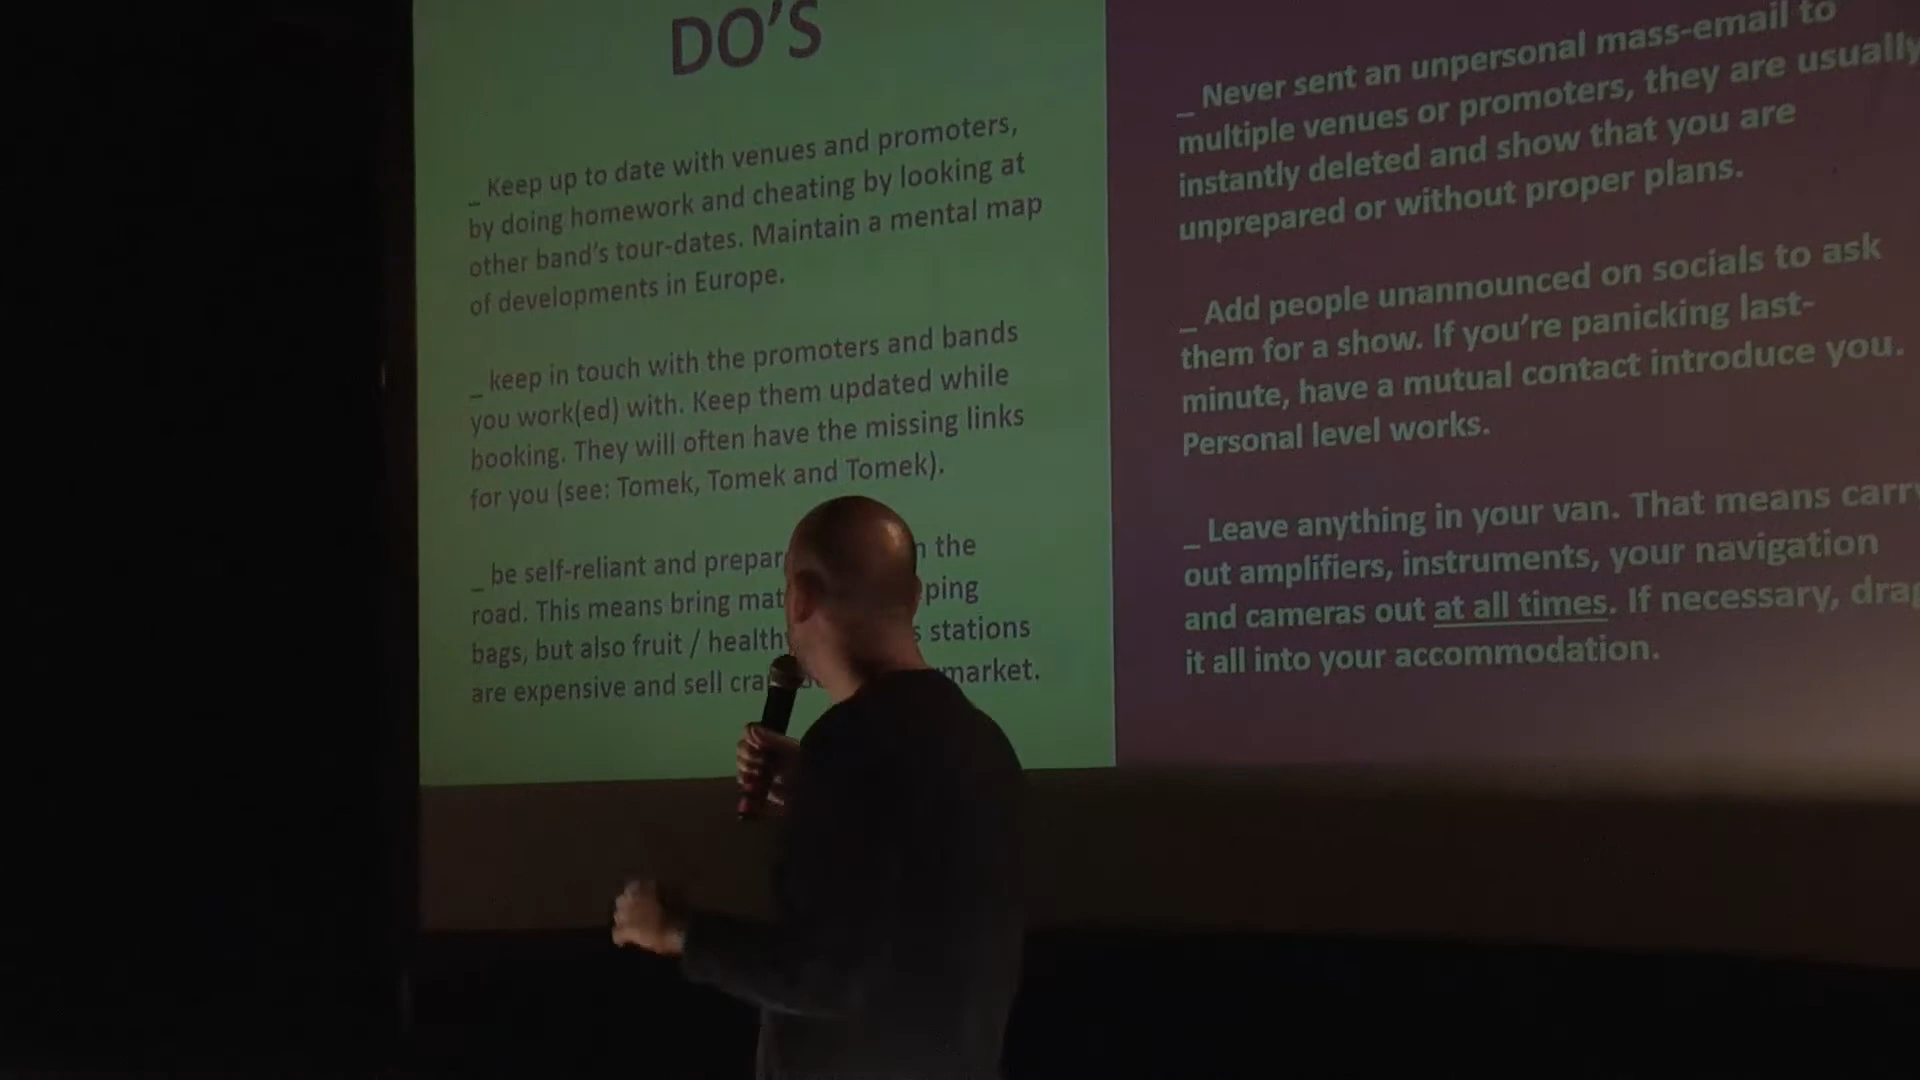 DO'S
_ Keep up to date with venues and promoters,
by doing homework and cheating by looking at
other band's tour-dates. Maintain a mental map
of developments in Europe.
_ keep in touch with the promoters and bands
you work(ed) with. Keep them updated while
booking. They will often have the missing links
for you (see: Tomek, Tomek and Tomek).
_ be self-reliant and the
road. This means bring
bags, but also fruit / stations
are expensive and sell
_ Never sent an unpersonal mass-email to
multiple venues or promoters, they are usually
instantly deleted and show that you are
unprepared or without proper plans.
_ Add people unannounced on socials to ask
them for a show. If you're panicking last-
minute, have a mutual contact introduce you.
Personal level works.
_ Leave anything in your van. That means carry
out amplifiers, instruments, your navigation
and cameras out at all times. If necessary, drag
it all into your accommodation.